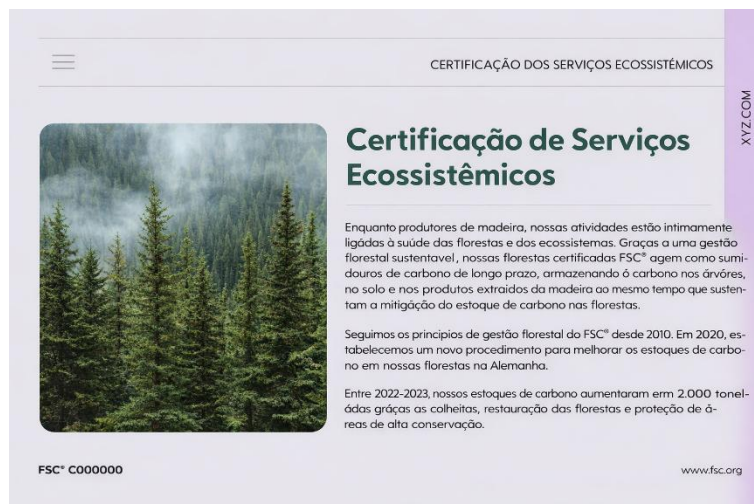 CERTIFICAÇÃO DOS SERVIÇOS ECOSSISTÉMICOS
XYZ.COM
Certificação de Serviços
Ecossistêmicos
Enquanto produtores de madeira, nossas atividades estão intimamente
ligádas à suúde das florestas e dos ecossistemas. Graças a uma gestão
florestal sustentavel, nossas florestas certificadas FSC® agem como sumi-
douros de carbono de longo prazo, armazenando ó carbono nos árvóres,
no solo e nos produtos extraidos da madeira ao mesmo tempo que susten-
tam a mitigáção do estoque de carbono nas florestas.
Seguimos os principios de gestão florestal do FSC® desde 2010. Em 2020, es-
tabelecemos um novo procedimento para melhorar os estoques de carbo-
no em nossas florestas na Alemanha.
Entre 2022-2023, nossos estoques de carbono aumentaram erm 2.000 tonel-
ádas gráças as colheitas, restauração das florestas e proteção de á-
reas de alta conservação.
FSC® C000000
www.fsc.org